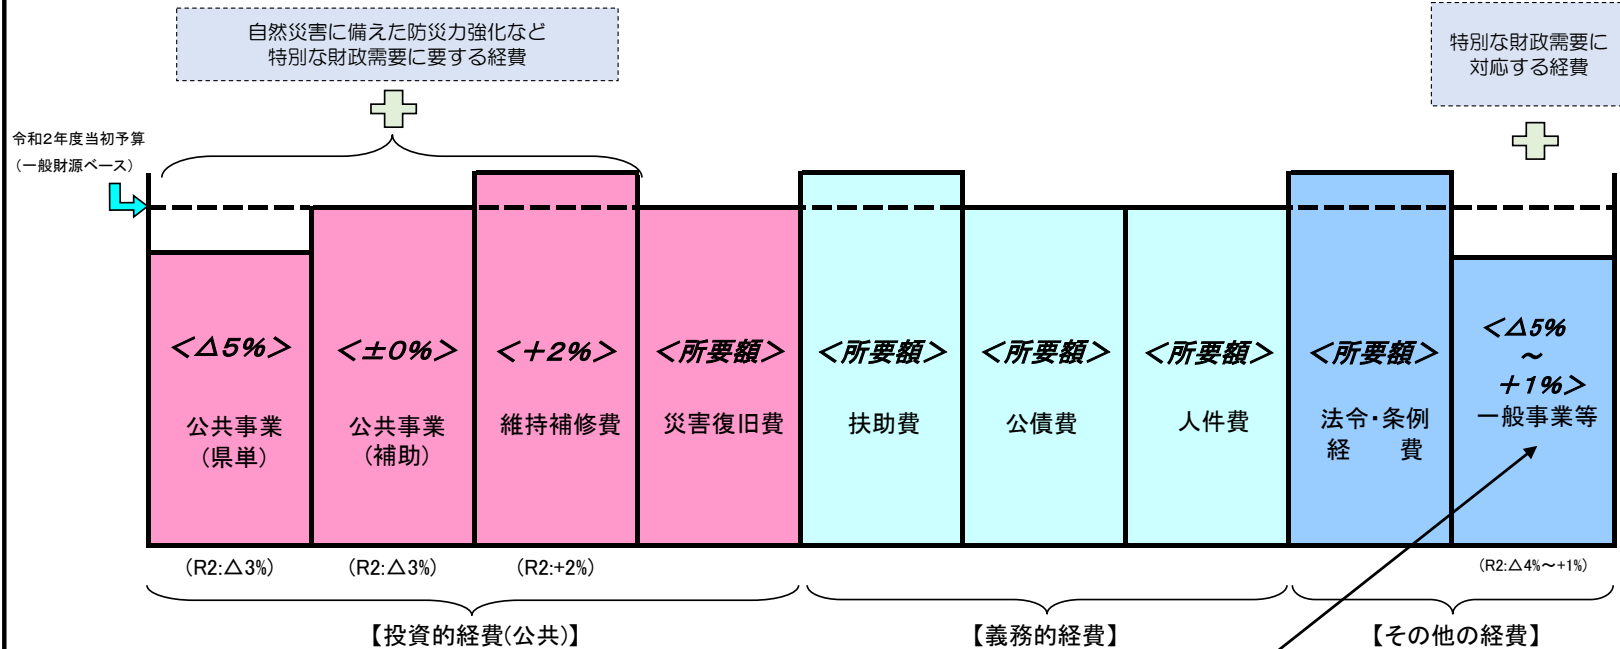 自然災害に備えた防災力強化など
特別な財政需要に要する経費
特別な財政需要に
対応する経費
令和2年度当初予算
(一般財源ベース)
<△5%>
公共事業
(県単)
<±0%>
公共事業
(補助)
<+2%>
維持補修費
<所要額>
災害復旧費
<所要額>
扶助費
<所要額>
公債費
<所要額>
人件費
<所要額>
法令・条例
経　　費
<△5%
～
+1%>
一般事業等
(R2:△3%)
(R2:△3%)
(R2:+2%)
(R2:△4%～+1%)
【投資的経費(公共)】
【義務的経費】
【その他の経費】